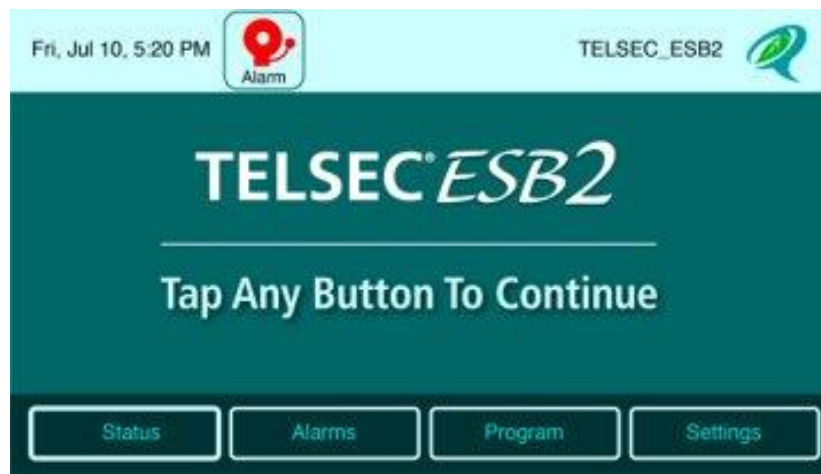 Fri, Jul 10, 5:20 PM
Alarm
TELSEC_ESB2
TELSEC® ESB2
Tap Any Button To Continue
Status
Alarms
Program
Settings